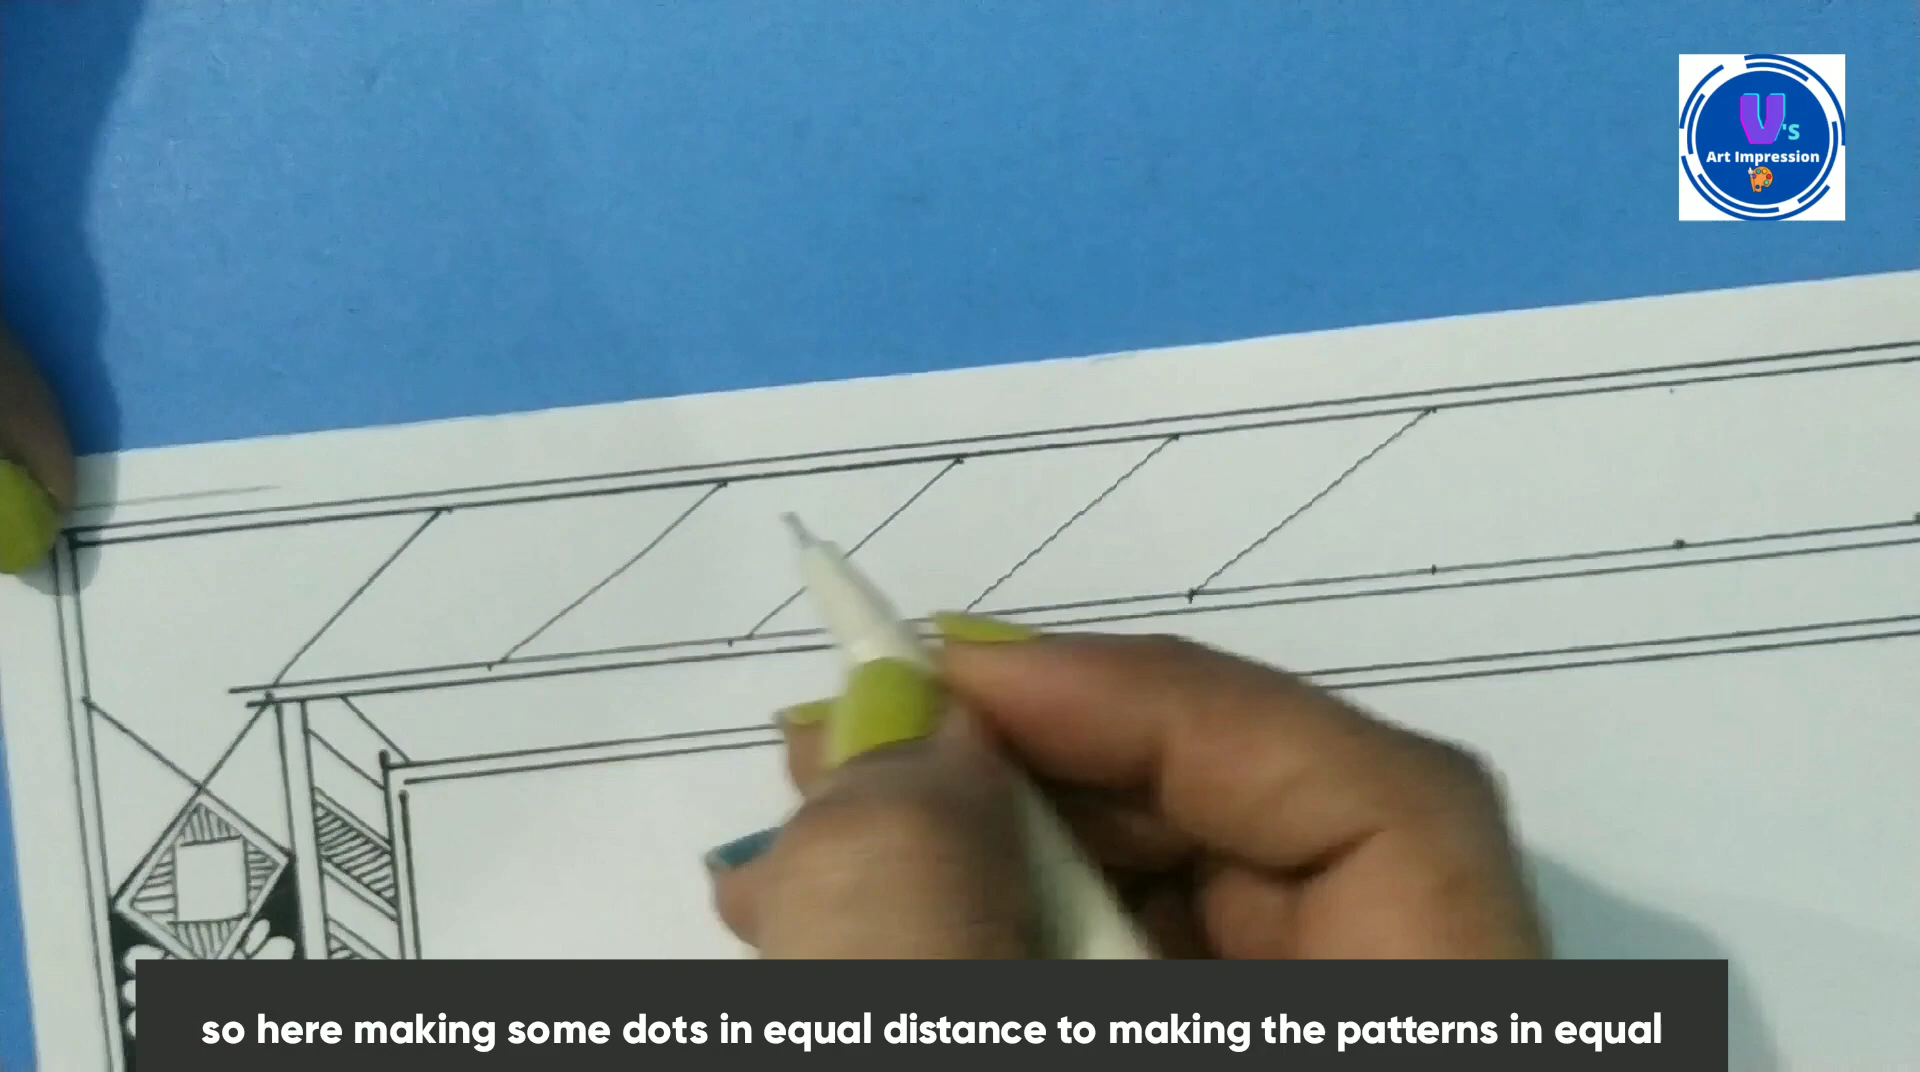 U's
Art Impression
so here making some dots in equal distance to making the patterns in equal